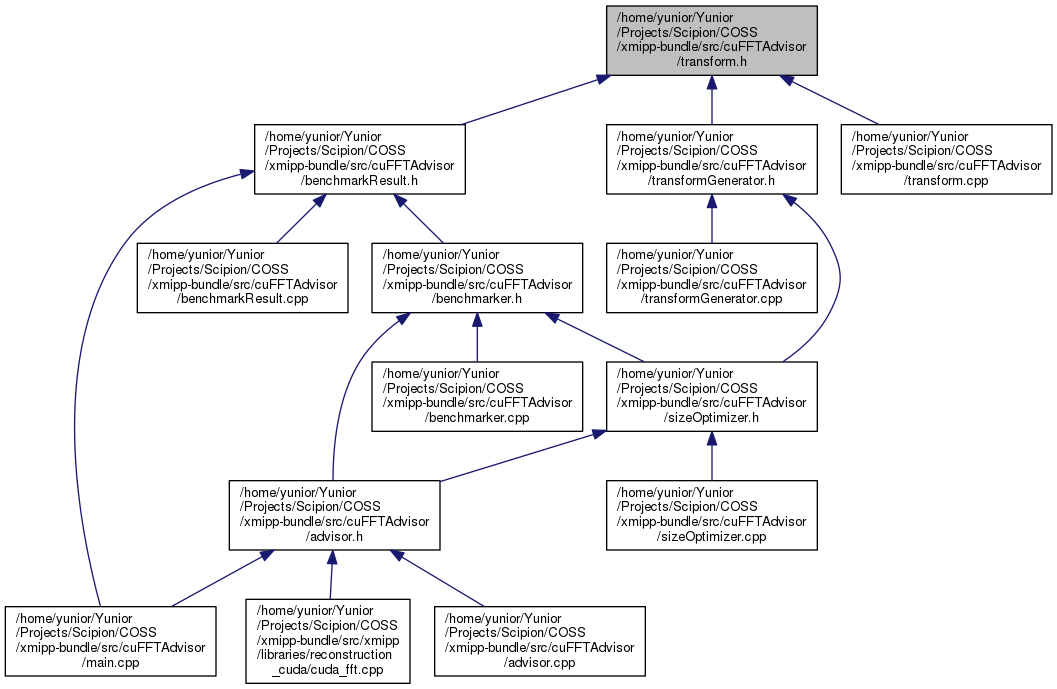 /home/yunior/Yunior
/Projects/Scipion/COSS
/xmipp-bundle/src/cuFFTAdvisor
/transform.h
/home/yunior/Yunior
/Projects/Scipion/COSS
/xmipp-bundle/src/cuFFTAdvisor
/benchmarkResult.h
/home/yunior/Yunior
/Projects/Scipion/COSS
/xmipp-bundle/src/cuFFTAdvisor
/transformGenerator.h
/home/yunior/Yunior
/Projects/Scipion/COSS
/xmipp-bundle/src/cuFFTAdvisor
/transform.cpp
/home/yunior/Yunior
/Projects/Scipion/COSS
/xmipp-bundle/src/cuFFTAdvisor
/benchmarkResult.cpp
/home/yunior/Yunior
/Projects/Scipion/COSS
/xmipp-bundle/src/cuFFTAdvisor
/benchmarker.h
/home/yunior/Yunior
/Projects/Scipion/COSS
/xmipp-bundle/src/cuFFTAdvisor
/transformGenerator.cpp
/home/yunior/Yunior
/Projects/Scipion/COSS
/xmipp-bundle/src/cuFFTAdvisor
/benchmarker.cpp
/home/yunior/Yunior
/Projects/Scipion/COSS
/xmipp-bundle/src/cuFFTAdvisor
/sizeOptimizer.h
/home/yunior/Yunior
/Projects/Scipion/COSS
/xmipp-bundle/src/cuFFTAdvisor
/advisor.h
/home/yunior/Yunior
/Projects/Scipion/COSS
/xmipp-bundle/src/cuFFTAdvisor
/sizeOptimizer.cpp
/home/yunior/Yunior
/Projects/Scipion/COSS
/xmipp-bundle/src/cuFFTAdvisor
/main.cpp
/home/yunior/Yunior
/Projects/Scipion/COSS
/xmipp-bundle/src/xmipp
/libraries/reconstruction
_cuda/cuda_fft.cpp
/home/yunior/Yunior
/Projects/Scipion/COSS
/xmipp-bundle/src/cuFFTAdvisor
/advisor.cpp